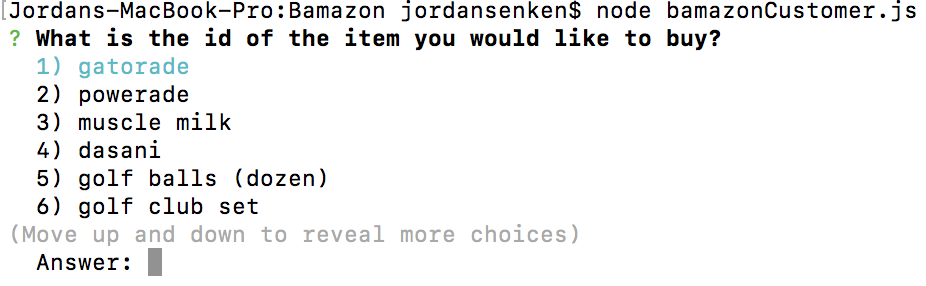 [Jordans-MacBook-Pro:Bamazon jordansenken$ node bamazonCustomer.js
? What is the id of the item you would like to buy?
1) gatorade
2) powerade
3) muscle milk
4) dasani
5) golf balls (dozen)
6) golf club set
(Move up and down to reveal more choices)
Answer: